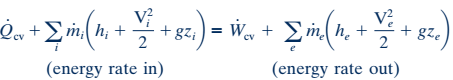 Q̇cv + ∑i ṁi(hi + Vi²/2 + gzi) = Ẇcv + ∑e ṁe(he + Ve²/2 + gze)
(energy rate in) (energy rate out)